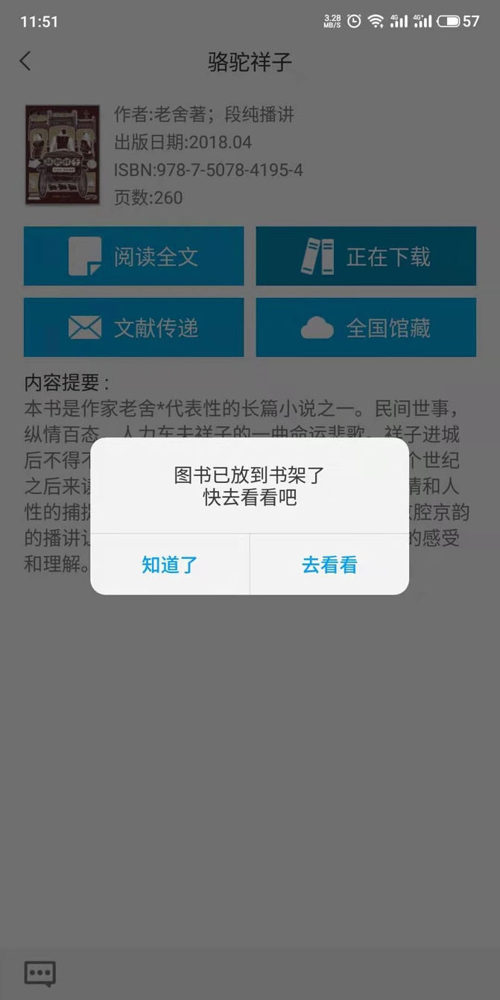 11:51
3.28
MB/S
4G
4G+
57
骆驼祥子
作者:老舍著；段纯播讲
出版日期:2018.04
ISBN:978-7-5078-4195-4
页数:260
阅读全文
正在下载
文献传递
全国馆藏
内容提要：
本书是作家老舍*代表性的长篇小说之一。民间世事，
纵情百态，人力车夫祥子的一曲命运悲歌。祥子进城
后不得不
个世纪
之后来读
情和人
性的捕捉
京腔京韵
的播讲让
的感受
和理解。
图书已放到书架了
快去看看吧
知道了
去看看